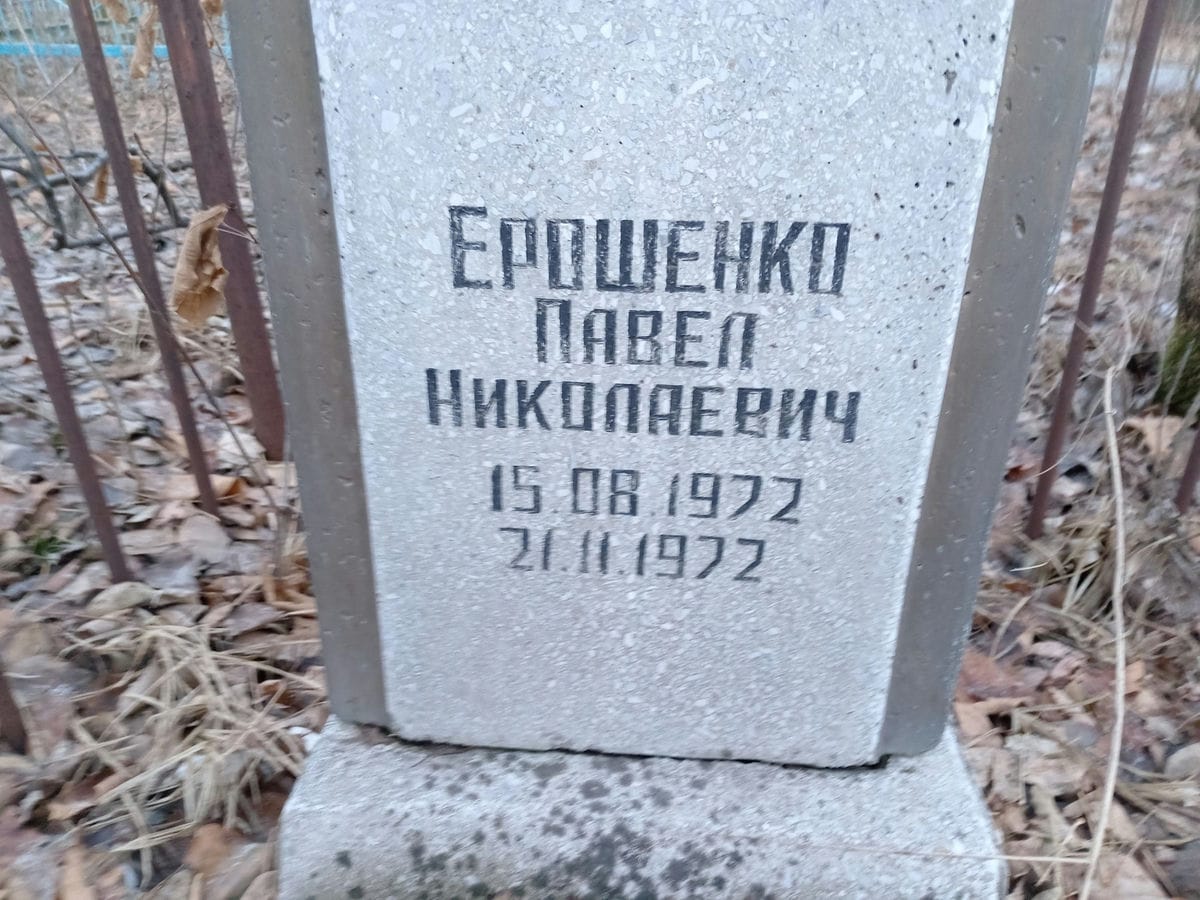 Ерошенко
Павел
Николаевич
15.08.1972
21.11.1972